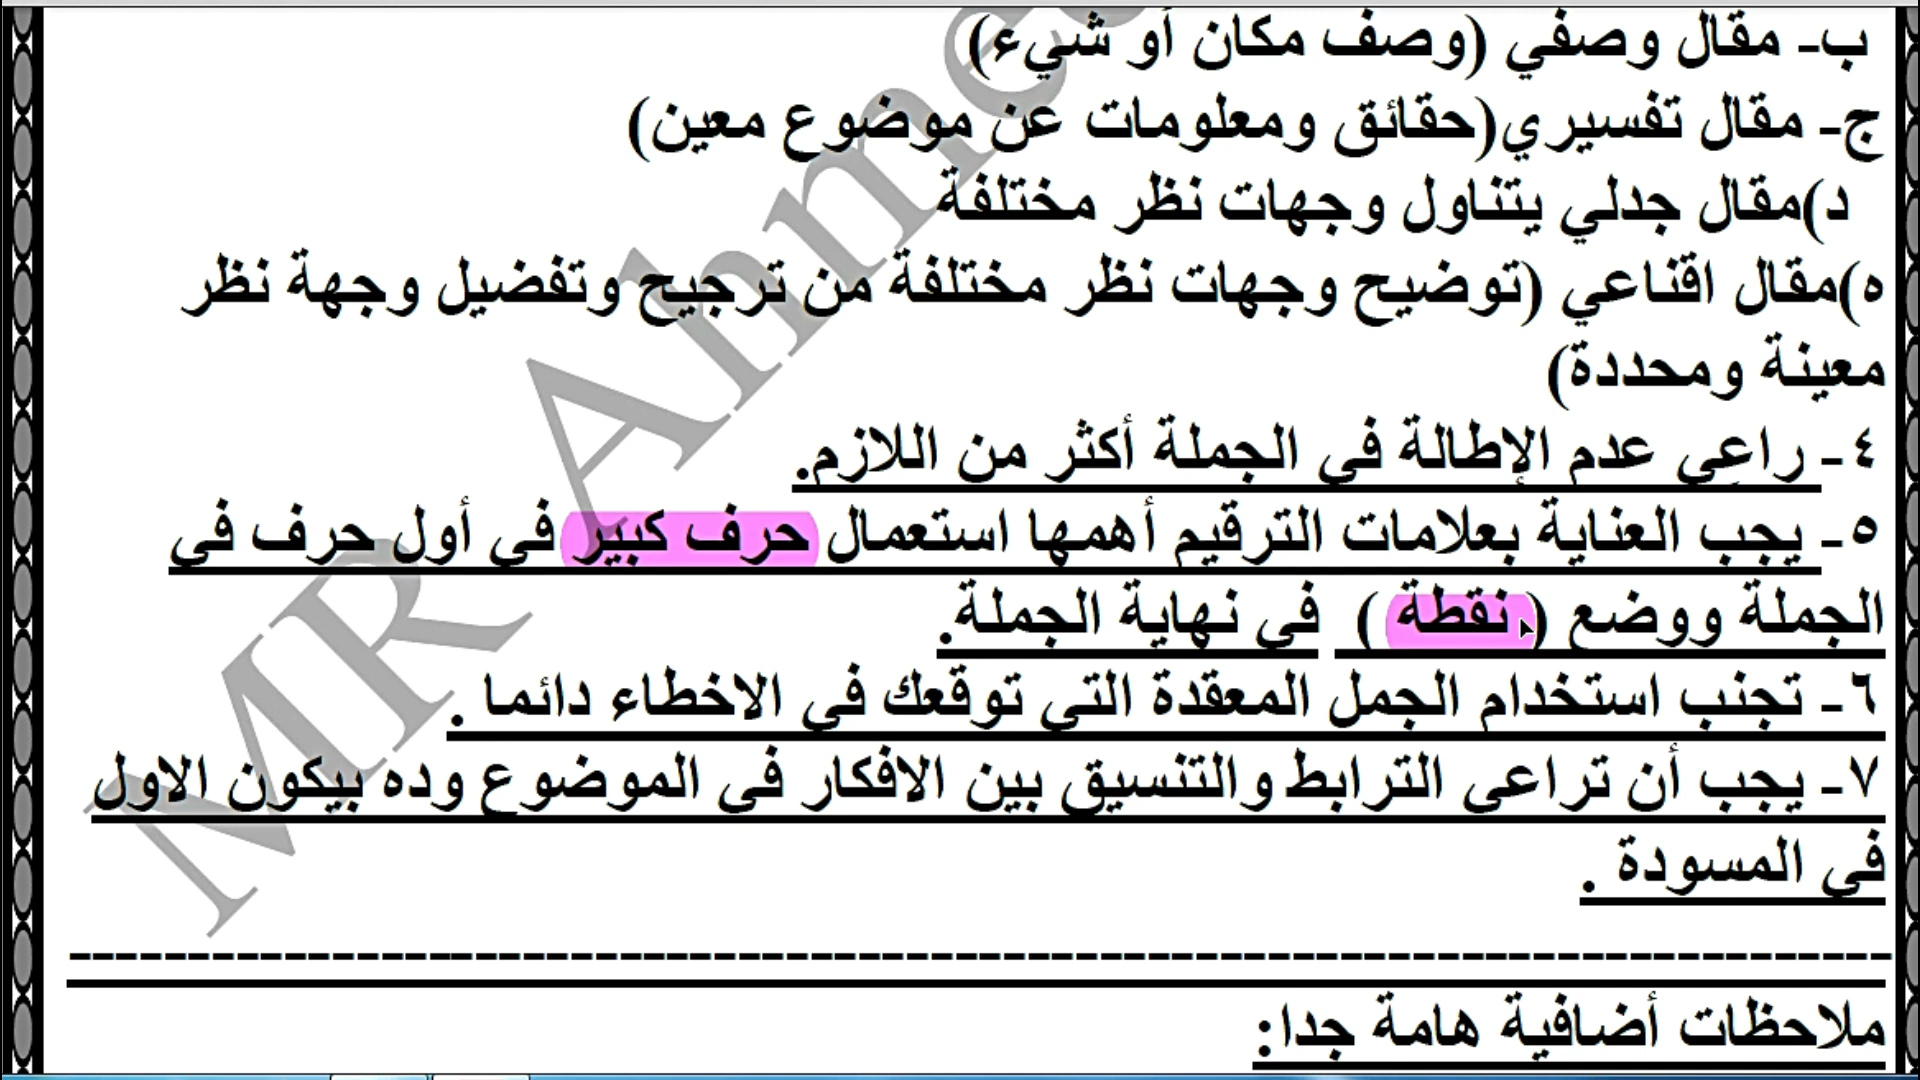 ب- مقال وصفي (وصف مكان أو شيء)
ج- مقال تفسيري(حقائق ومعلومات عن موضوع معين)
د)مقال جدلي يتناول وجهات نظر مختلفة
ه)مقال اقناعي (توضيح وجهات نظر مختلفة من ترجيح وتفضيل وجهة نظر
معينة ومحددة)
٤- راعِي عدم الإطالة في الجملة أكثر من اللازم.
٥- يجب العناية بعلامات الترقيم أهمها استعمال حرف كبير في أول حرف في
الجملة ووضع ( نقطة ) في نهاية الجملة.
٦- تجنب استخدام الجمل المعقدة التي توقعك في الاخطاء دائما .
٧- يجب أن تراعى الترابط والتنسيق بين الافكار في الموضوع وده بيكون الاول
في المسودة .
ملاحظات أضافية هامة جدا:
MR Ahme